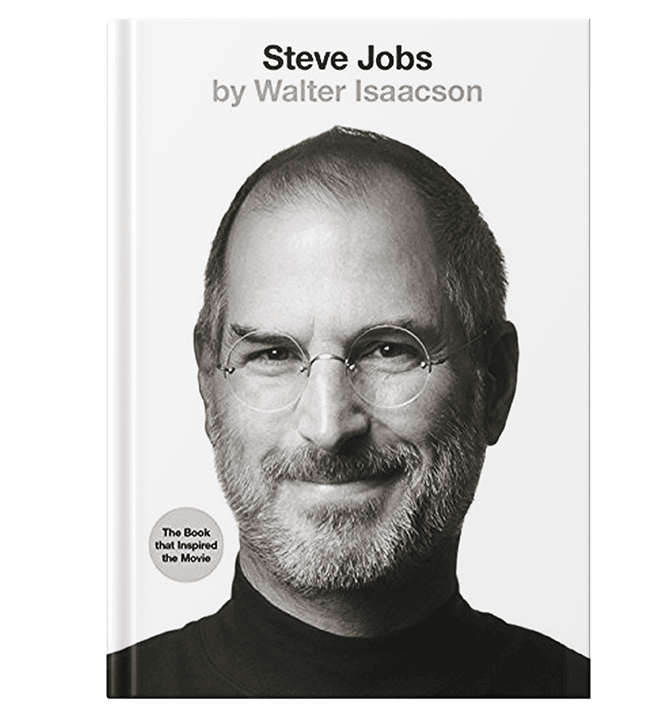 Steve Jobs
by Walter Isaacson
The Book
that Inspired
the Movie